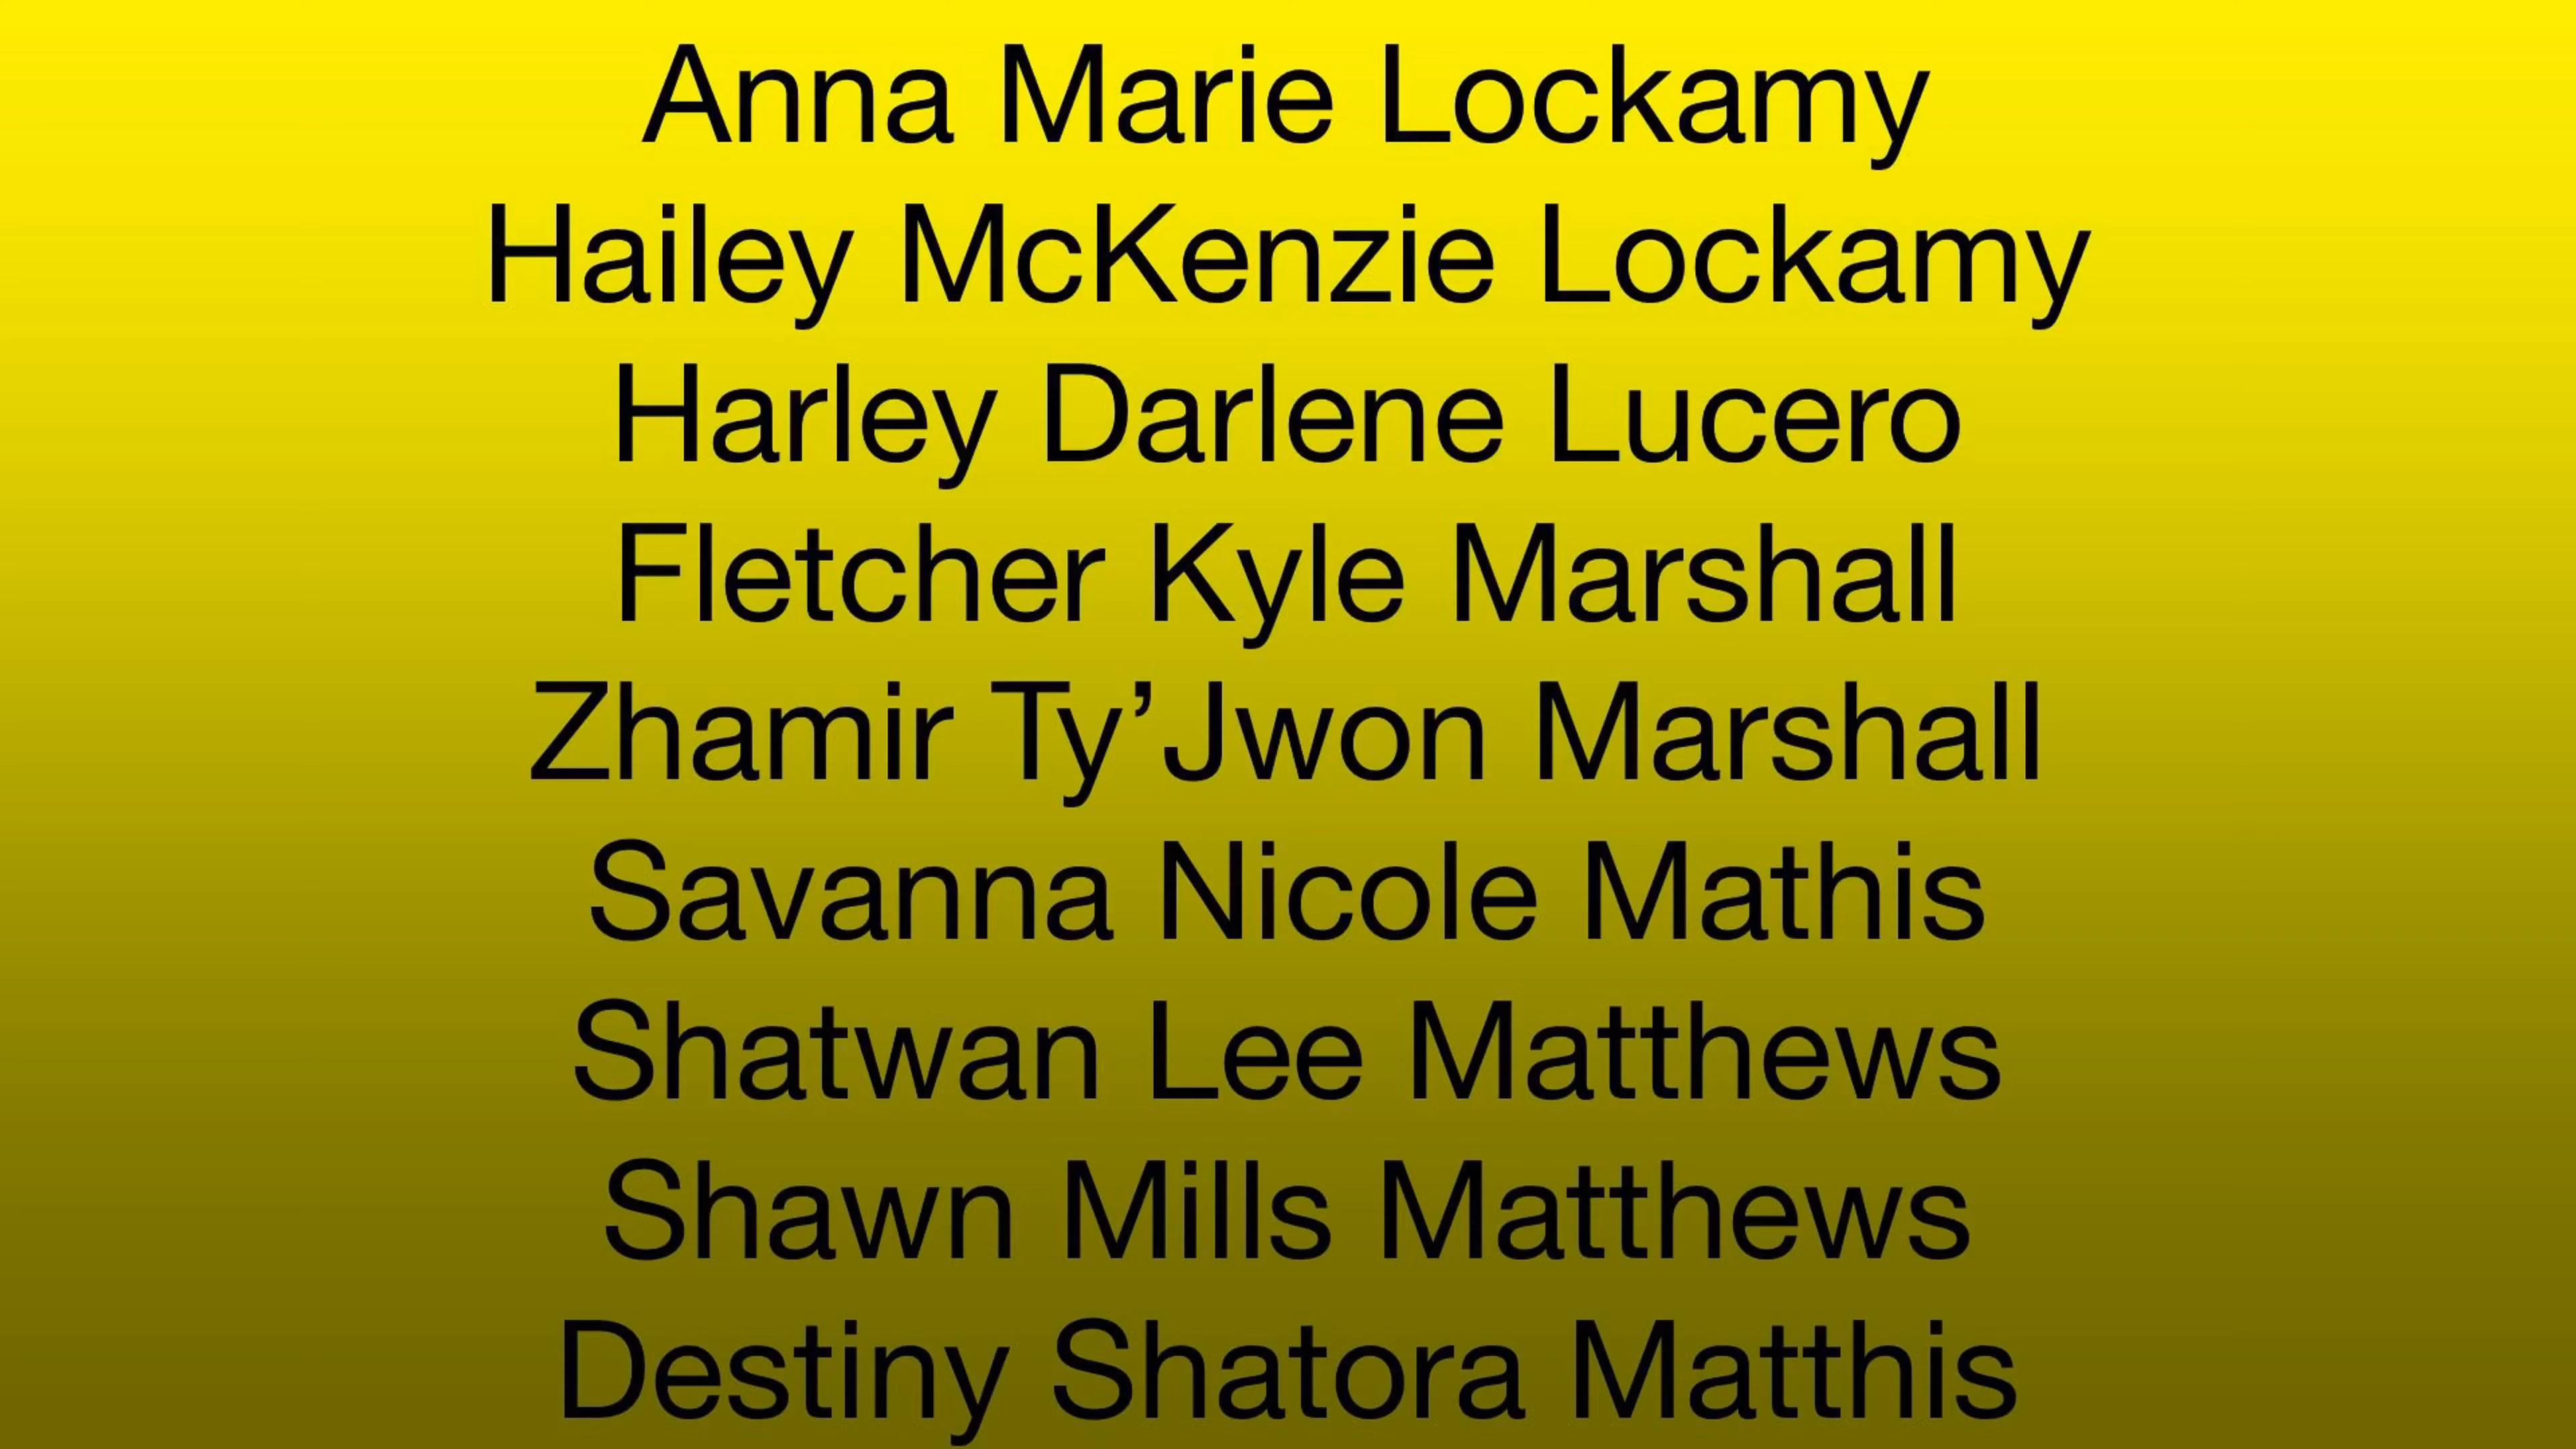 Anna Marie Lockamy
Hailey McKenzie Lockamy
Harley Darlene Lucero
Fletcher Kyle Marshall
Zhamir Ty’Jwon Marshall
Savanna Nicole Mathis
Shatwan Lee Matthews
Shawn Mills Matthews
Destiny Shatora Matthis